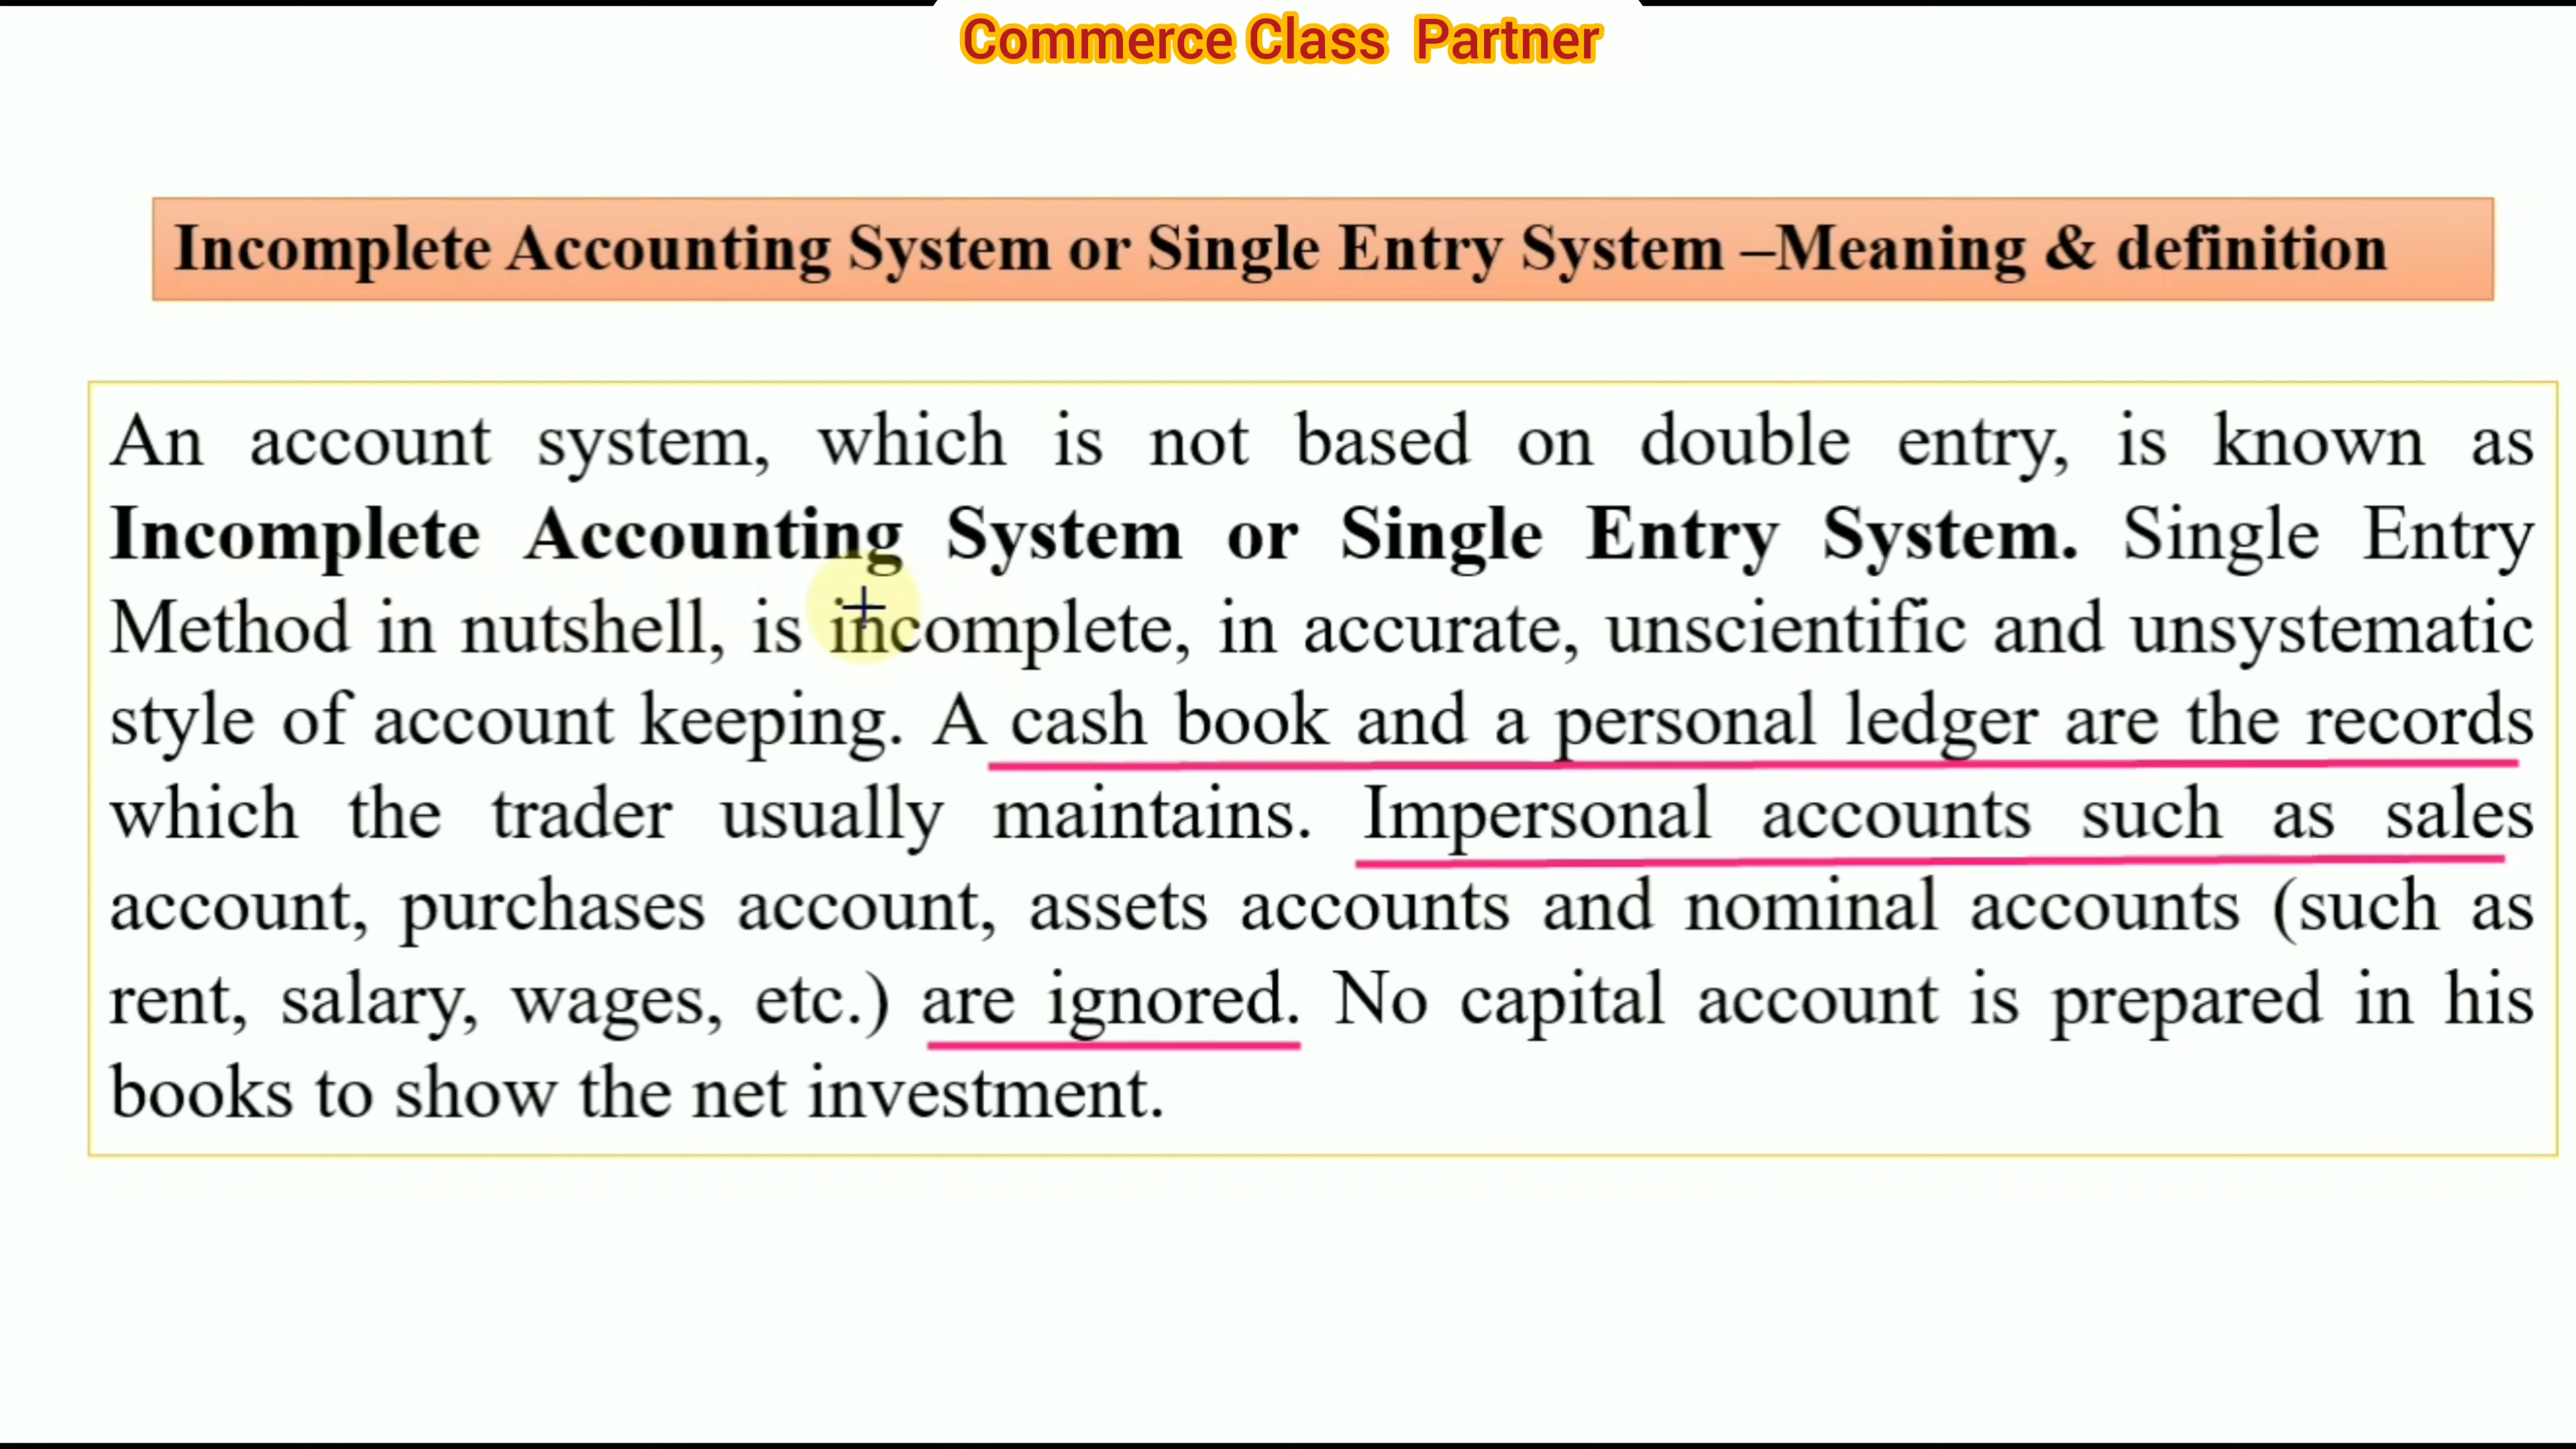 Commerce Class Partner
Incomplete Accounting System or Single Entry System –Meaning & definition
An account system, which is not based on double entry, is known as
Incomplete Accounting System or Single Entry System. Single Entry
Method in nutshell, is incomplete, in accurate, unscientific and unsystematic
style of account keeping. A cash book and a personal ledger are the records
which the trader usually maintains. Impersonal accounts such as sales
account, purchases account, assets accounts and nominal accounts (such as
rent, salary, wages, etc.) are ignored. No capital account is prepared in his
books to show the net investment.